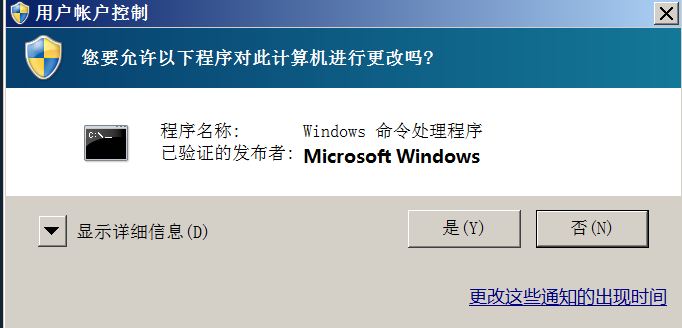 用户帐户控制
您要允许以下程序对此计算机进行更改吗?
C:\_
程序名称: Windows 命令处理程序
已验证的发布者: Microsoft Windows
显示详细信息(D)
是(Y)
否(N)
更改这些通知的出现时间